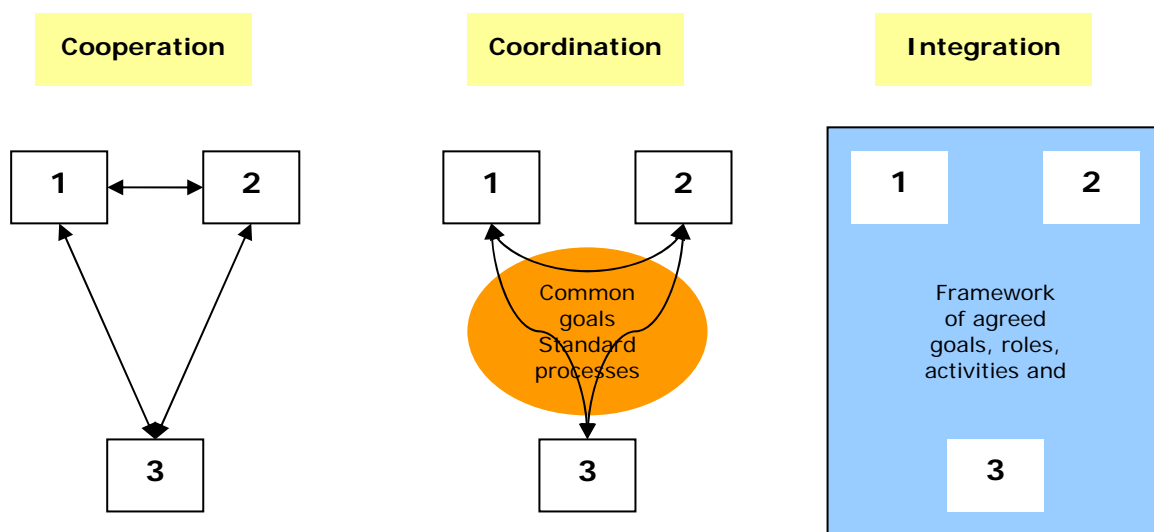 Cooperation
Coordination
Integration
1
2
3
1
2
Common
goals
Standard
processes
3
1
2
Framework
of agreed
goals, roles,
activities and
3